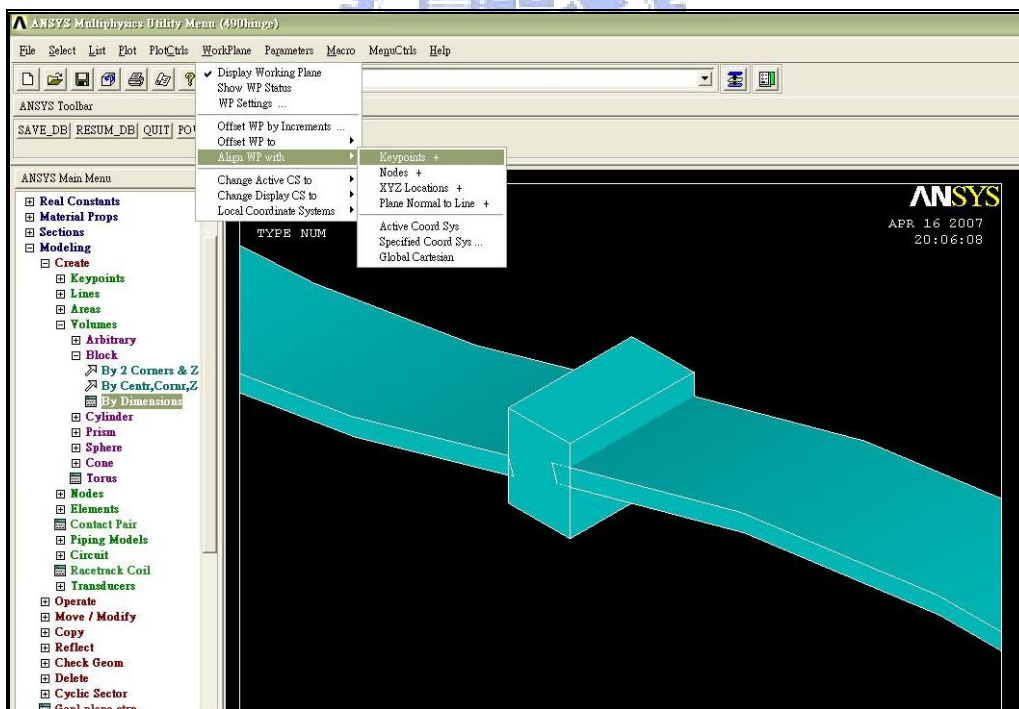 ANSYS Multiphysics Utility Menu (490hinge)
File Select List Plot PlotCtrls WorkPlane Parameters Macro MenuCtrls Help
ANSYS Toolbar
SAVE_DB RESUM_DB QUIT
Display Working Plane
Show WP Status
WP Settings ...
Offset WP by Increments ...
Offset WP to
Align WP with
Change Active CS to
Change Display CS to
Local Coordinate Systems
Keypoints +
Nodes +
XYZ Locations +
Plane Normal to Line +
Active Coord Sys
Specified Coord Sys ...
Global Cartesian
ANSYS Main Menu
Real Constants
Material Props
Sections
Modeling
Create
Keypoints
Lines
Areas
Volumes
Arbitrary
Block
By 2 Corners & Z
By Centr,Cornr,Z
By Dimensions
Cylinder
Prism
Sphere
Cone
Torus
Nodes
Elements
Contact Pair
Piping Models
Circuit
Racetrack Coil
Transducers
Operate
Move / Modify
Copy
Reflect
Check Geom
Delete
Cyclic Sector
TYPE NUM
ANSYS
APR 16 2007
20:06:08